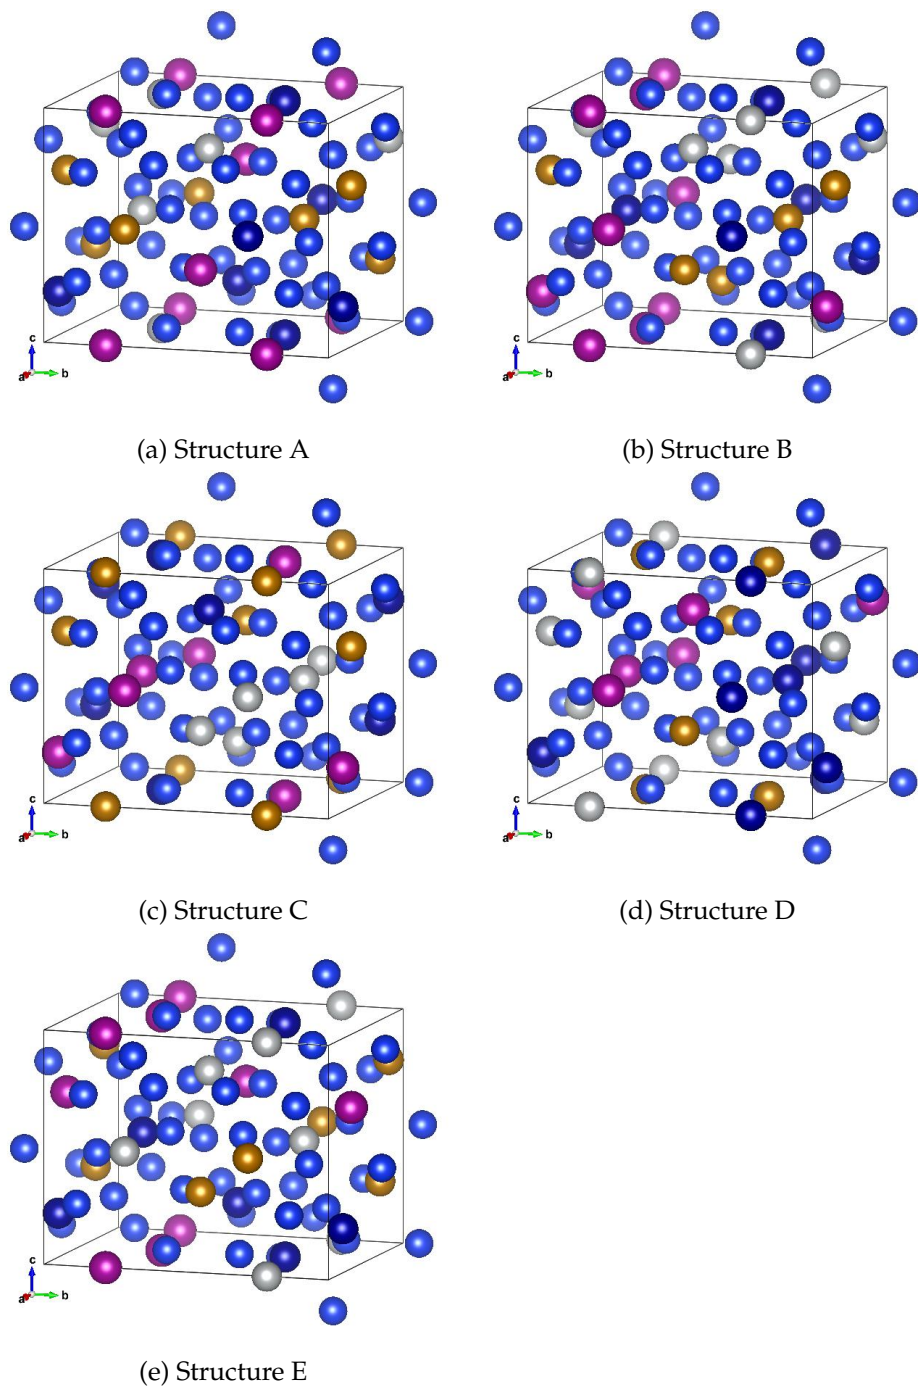 c
a b
c
a b
(a) Structure A
(b) Structure B
c
a b
c
a b
(c) Structure C
(d) Structure D
c
a b
(e) Structure E